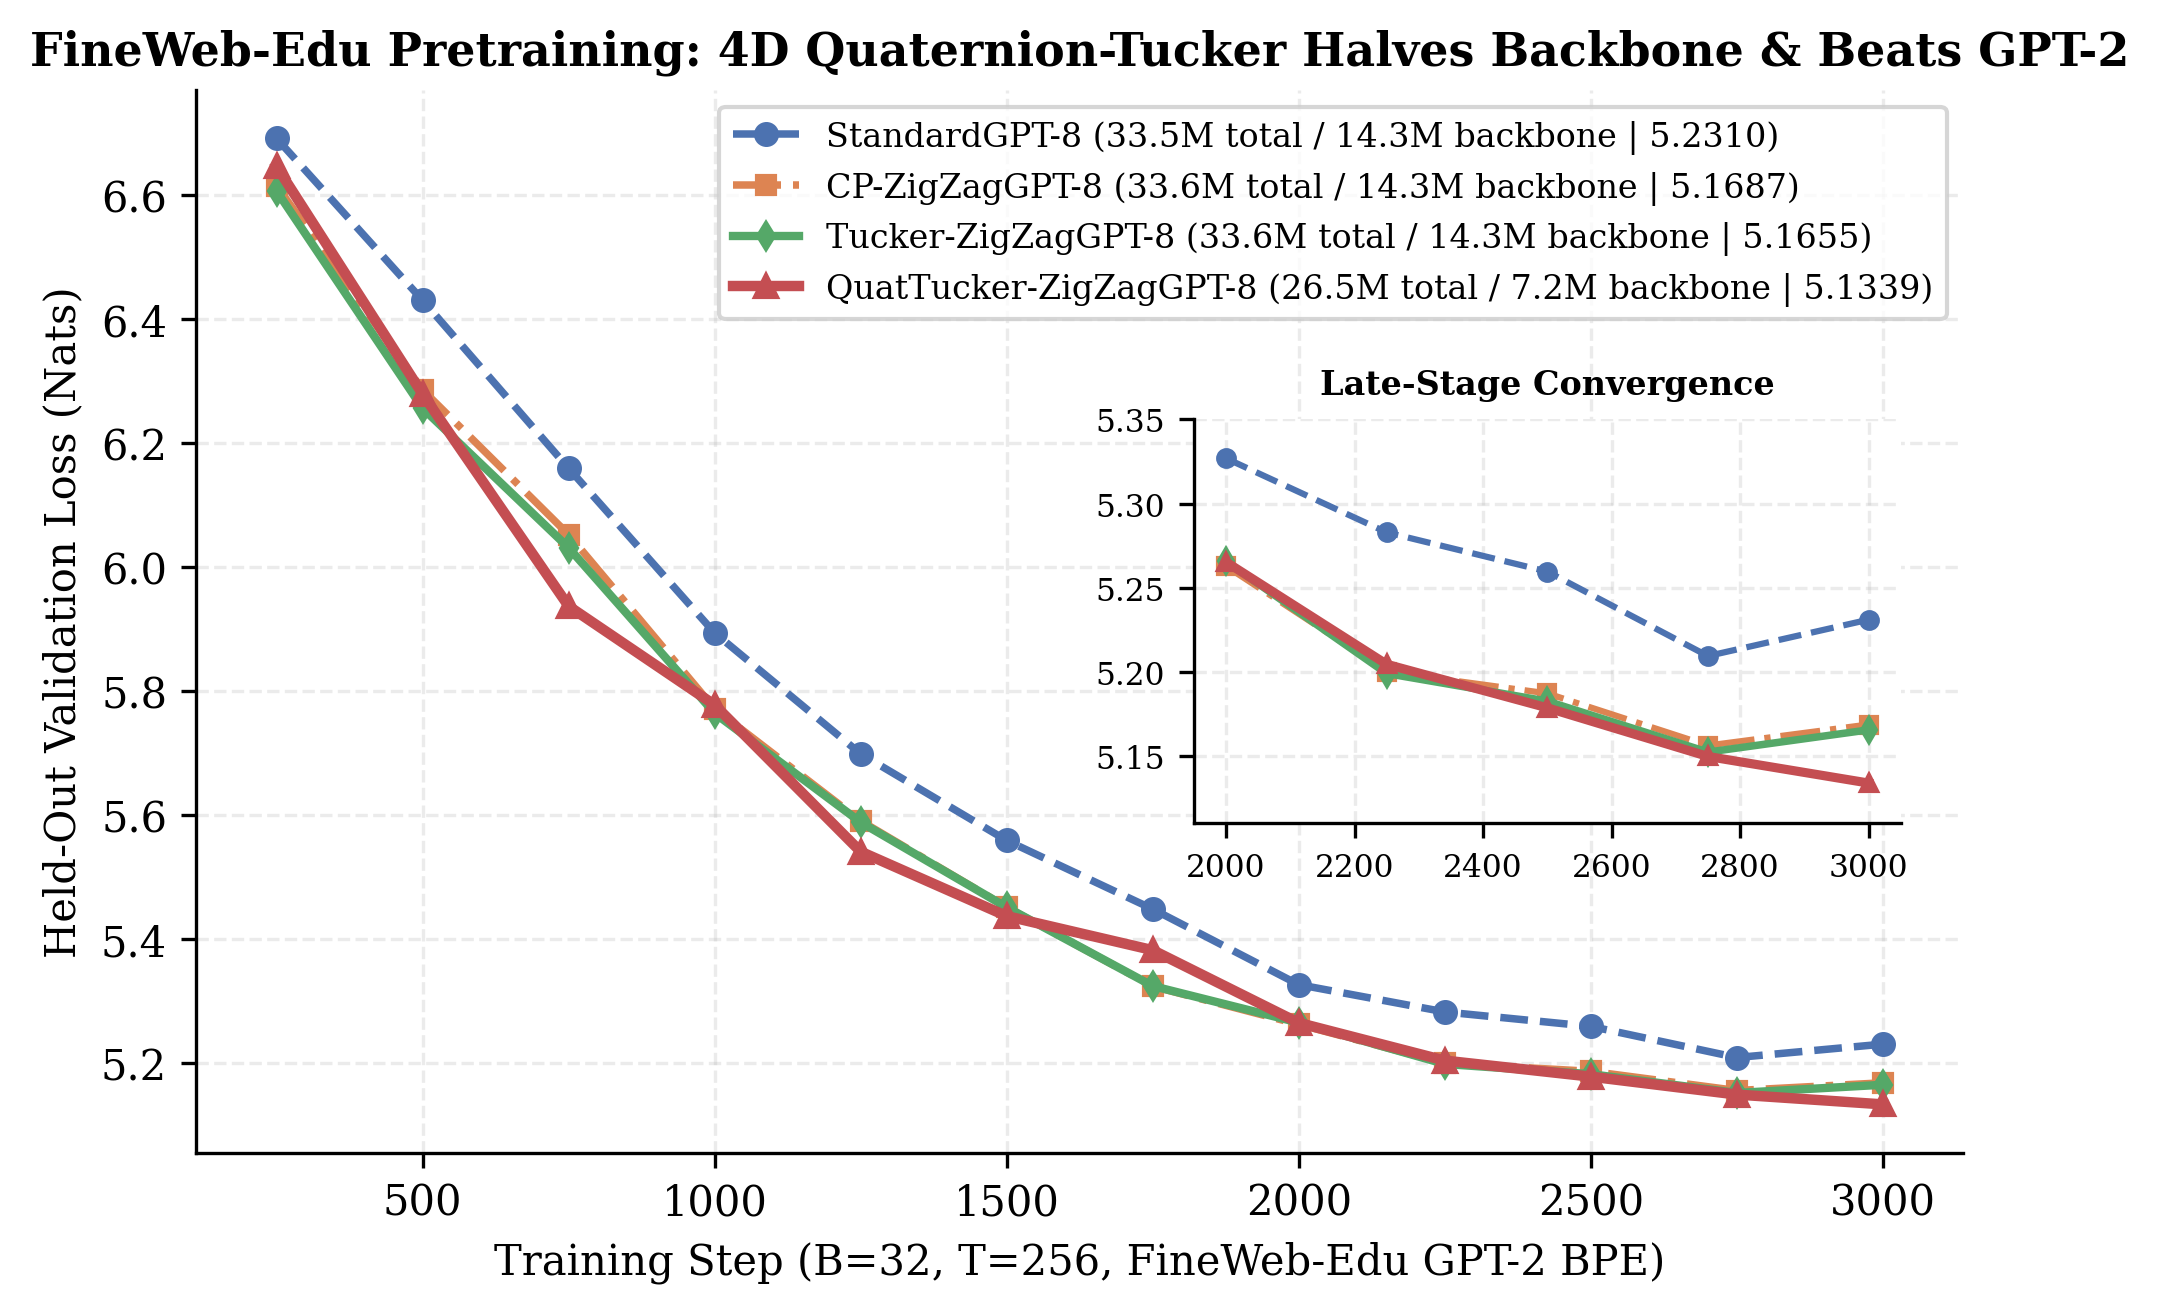 FineWeb-Edu Pretraining: 4D Quaternion-Tucker Halves Backbone & Beats GPT-2
StandardGPT-8 (33.5M total / 14.3M backbone | 5.2310)
CP-ZigZagGPT-8 (33.6M total / 14.3M backbone | 5.1687)
Tucker-ZigZagGPT-8 (33.6M total / 14.3M backbone | 5.1655)
QuatTucker-ZigZagGPT-8 (26.5M total / 7.2M backbone | 5.1339)
Held-Out Validation Loss (Nats)
6.6
6.4
6.2
6.0
5.8
5.6
5.4
5.2
Late-Stage Convergence
5.35
5.30
5.25
5.20
5.15
2000 2200 2400 2600 2800 3000
500 1000 1500 2000 2500 3000
Training Step (B=32, T=256, FineWeb-Edu GPT-2 BPE)